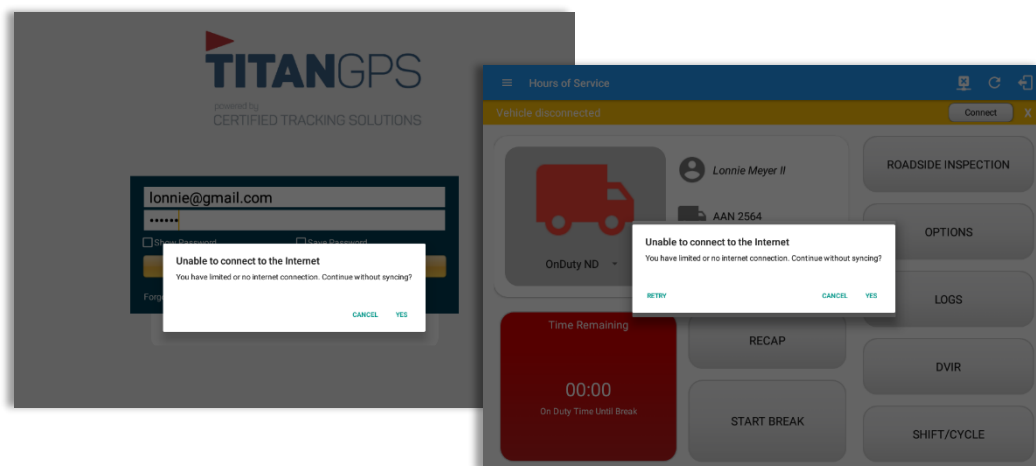 TITANGPS
powered by
CERTIFIED TRACKING SOLUTIONS
lonnie@gmail.com
••••••
Show Password
Save Password
Unable to connect to the Internet
You have limited or no internet connection. Continue without syncing?
CANCEL YES
Forg
Hours of Service
Vehicle disconnected
Connect X
Lonnie Meyer II
AAN 2564
OnDuty ND
ROADSIDE INSPECTION
OPTIONS
Unable to connect to the Internet
You have limited or no internet connection. Continue without syncing?
RETRY CANCEL YES
LOGS
Time Remaining
00:00
On Duty Time Until Break
RECAP
DVIR
START BREAK
SHIFT/CYCLE